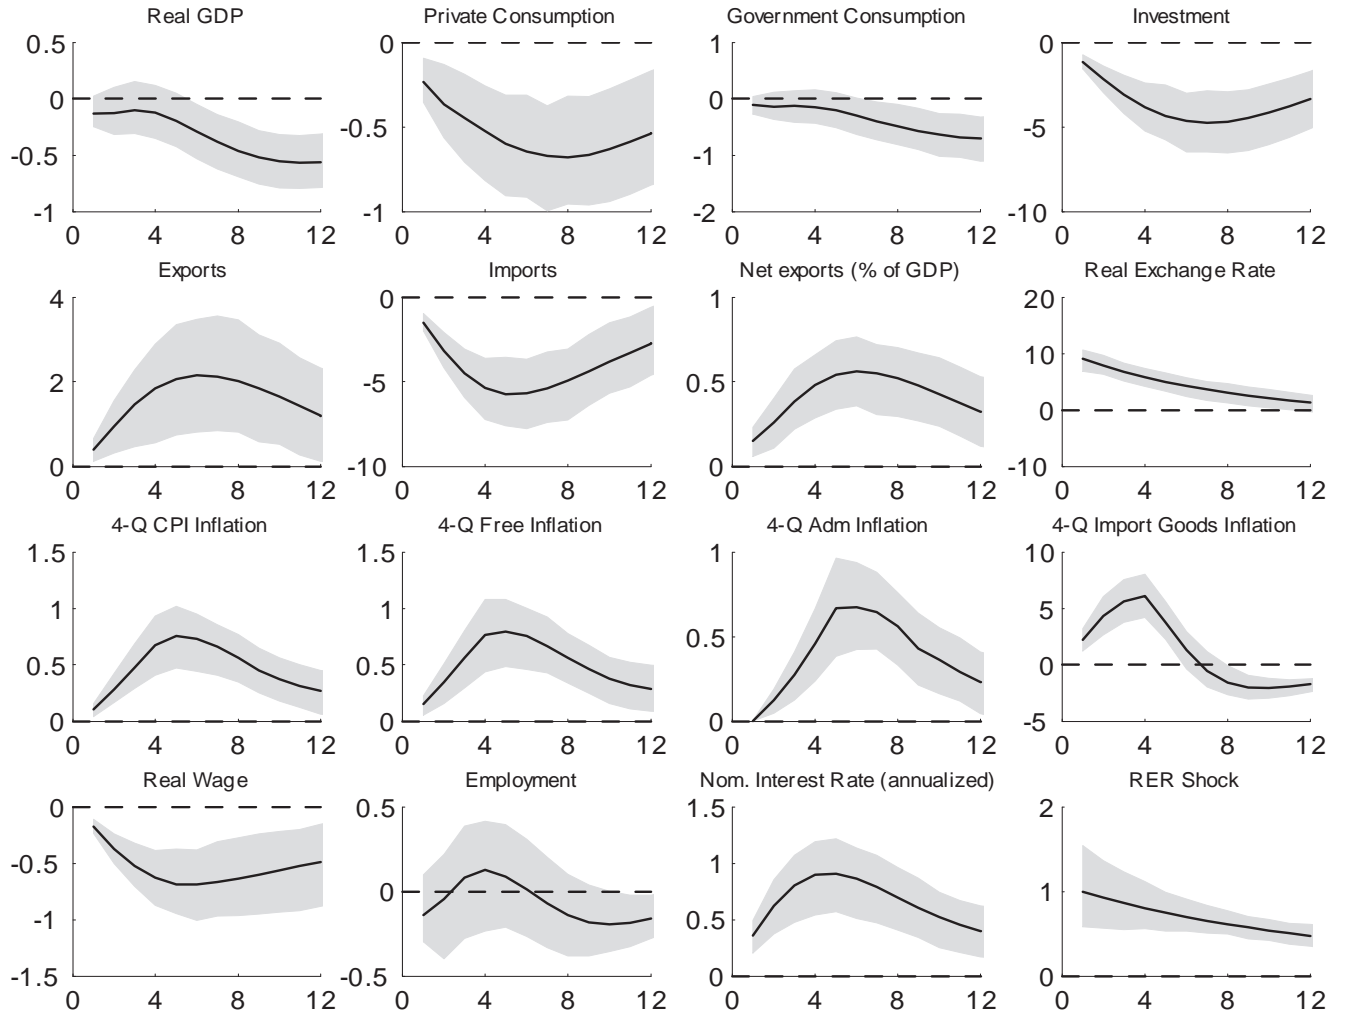 Real GDP Private Consumption Government Consumption Investment
0.5 0 1 0
0 0
-0.5 -0.5 -1 -5
-1 -1 -2 -10
0 4 8 12 0 4 8 12 0 4 8 12 0 4 8 12
Exports Imports Net exports (% of GDP) Real Exchange Rate
4 0 1 20
10
2 -5 0.5
0
0 -10 0 -10
0 4 8 12 0 4 8 12 0 4 8 12 0 4 8 12
4-Q CPI Inflation 4-Q Free Inflation 4-Q Adm Inflation 4-Q Import Goods Inflation
1.5 1.5 1 10
1 1 5
0.5
0.5 0.5 0
0 0 0 -5
0 4 8 12 0 4 8 12 0 4 8 12 0 4 8 12
Real Wage Employment Nom. Interest Rate (annualized) RER Shock
0 0.5 1.5 2
-0.5 1
0 1
-1 0.5
-1.5 -0.5 0 0
0 4 8 12 0 4 8 12 0 4 8 12 0 4 8 12